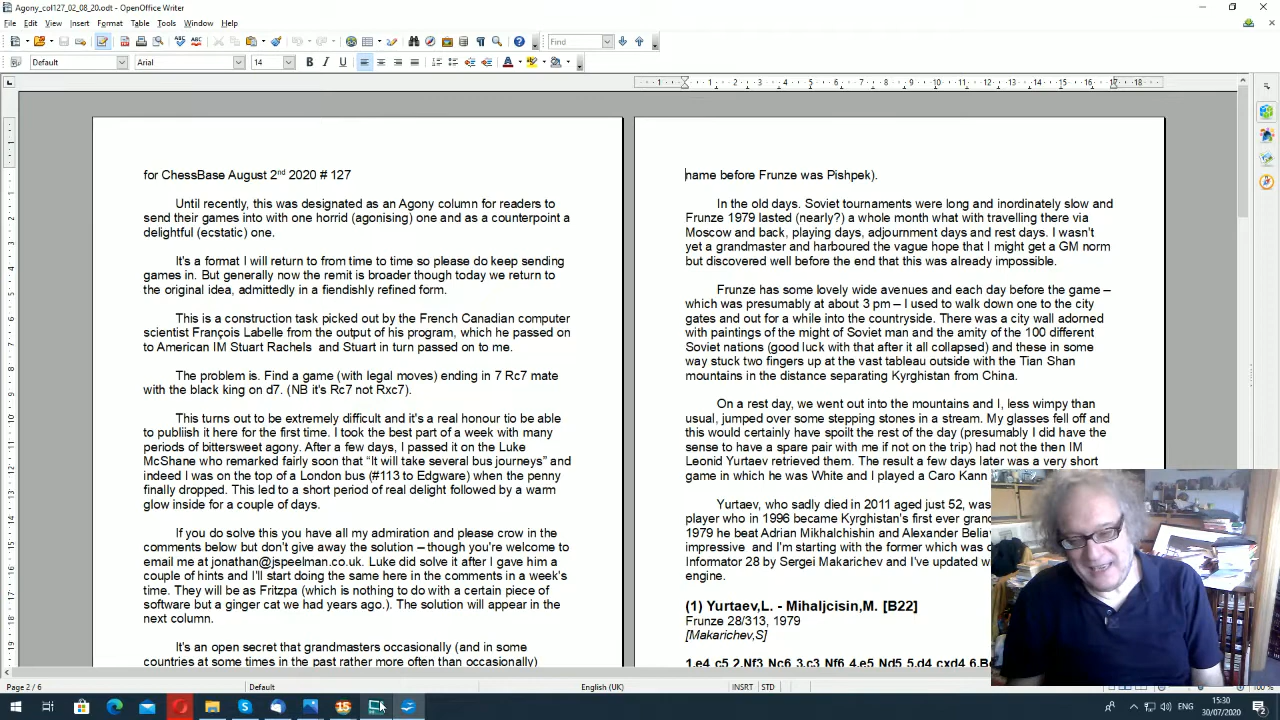 Agony_col127_02_08_20.odt - OpenOffice Writer
File Edit View Insert Format Table Tools Window Help
Find
Default Arial 14
for ChessBase August 2nd 2020 # 127
Until recently, this was designated as an Agony column for readers to
send their games into with one horrid (agonising) one and as a counterpoint a
delightful (ecstatic) one.
It's a format I will return to from time to time so please do keep sending
games in. But generally now the remit is broader though today we return to
the original idea, admittedly in a fiendishly refined form.
This is a construction task picked out by the French Canadian computer
scientist François Labelle from the output of his program, which he passed on
to American IM Stuart Rachels and Stuart in turn passed on to me.
The problem is. Find a game (with legal moves) ending in 7 Rc7 mate
with the black king on d7. (NB it's Rc7 not Rxc7).
This turns out to be extremely difficult and it's a real honour tio be able
to publiish it here for the first time. I took the best part of a week with many
periods of bittersweet agony. After a few days, I passed it on the Luke
McShane who remarked fairly soon that “It will take several bus journeys” and
indeed I was on the top of a London bus (#113 to Edgware) when the penny
finally dropped. This led to a short period of real delight followed by a warm
glow inside for a couple of days.
If you do solve this you have all my admiration and please crow in the
comments below but don't give away the solution – though you're welcome to
email me at jonathan@jspeelman.co.uk. Luke did solve it after I gave him a
couple of hints and I'll start doing the same here in the comments in a week's
time. They will be as Fritzpa (which is nothing to do with a certain piece of
software but a ginger cat we had years ago.). The solution will appear in the
next column.
It's an open secret that grandmasters occasionally (and in some
countries at some times in the past rather more often than occasionally)
name before Frunze was Pishpek).
In the old days. Soviet tournaments were long and inordinately slow and
Frunze 1979 lasted (nearly?) a whole month what with travelling there via
Moscow and back, playing days, adjournment days and rest days. I wasn't
yet a grandmaster and harboured the vague hope that I might get a GM norm
but discovered well before the end that this was already impossible.
Frunze has some lovely wide avenues and each day before the game –
which was presumably at about 3 pm – I used to walk down one to the city
gates and out for a while into the countryside. There was a city wall adorned
with paintings of the might of Soviet man and the amity of the 100 different
Soviet nations (good luck with that after it all collapsed) and these in some
way stuck two fingers up at the vast tableau outside with the Tian Shan
mountains in the distance separating Kyrghistan from China.
On a rest day, we went out into the mountains and I, less wimpy than
usual, jumped over some stepping stones in a stream. My glasses fell off and
this would certainly have spoilt the rest of the day (presumably I did have the
sense to have a spare pair with me if not on the trip) had not the then IM
Leonid Yurtaev retrieved them. The result a few days later was a very short
game in which he was White and I played a Caro Kann
Yurtaev, who sadly died in 2011 aged just 52, was
player who in 1996 became Kyrghistan's first ever
1979 he beat Adrian Mikhalchishin and Alexander
impressive and I'm starting with the former which was
Informator 28 by Sergei Makarichev and I've updated
engine.
(1) Yurtaev,L. - Mihaljcisin,M. [B22]
Frunze 28/313, 1979
[Makarichev,S]
1.e4 c5 2.Nf3 Nc6 3.c3 Nf6 4.e5 Nd5 5.d4 cxd4
Page 2 / 6 Default English (UK) INSRT STD 100 %
ENG 15:30
30/07/2020